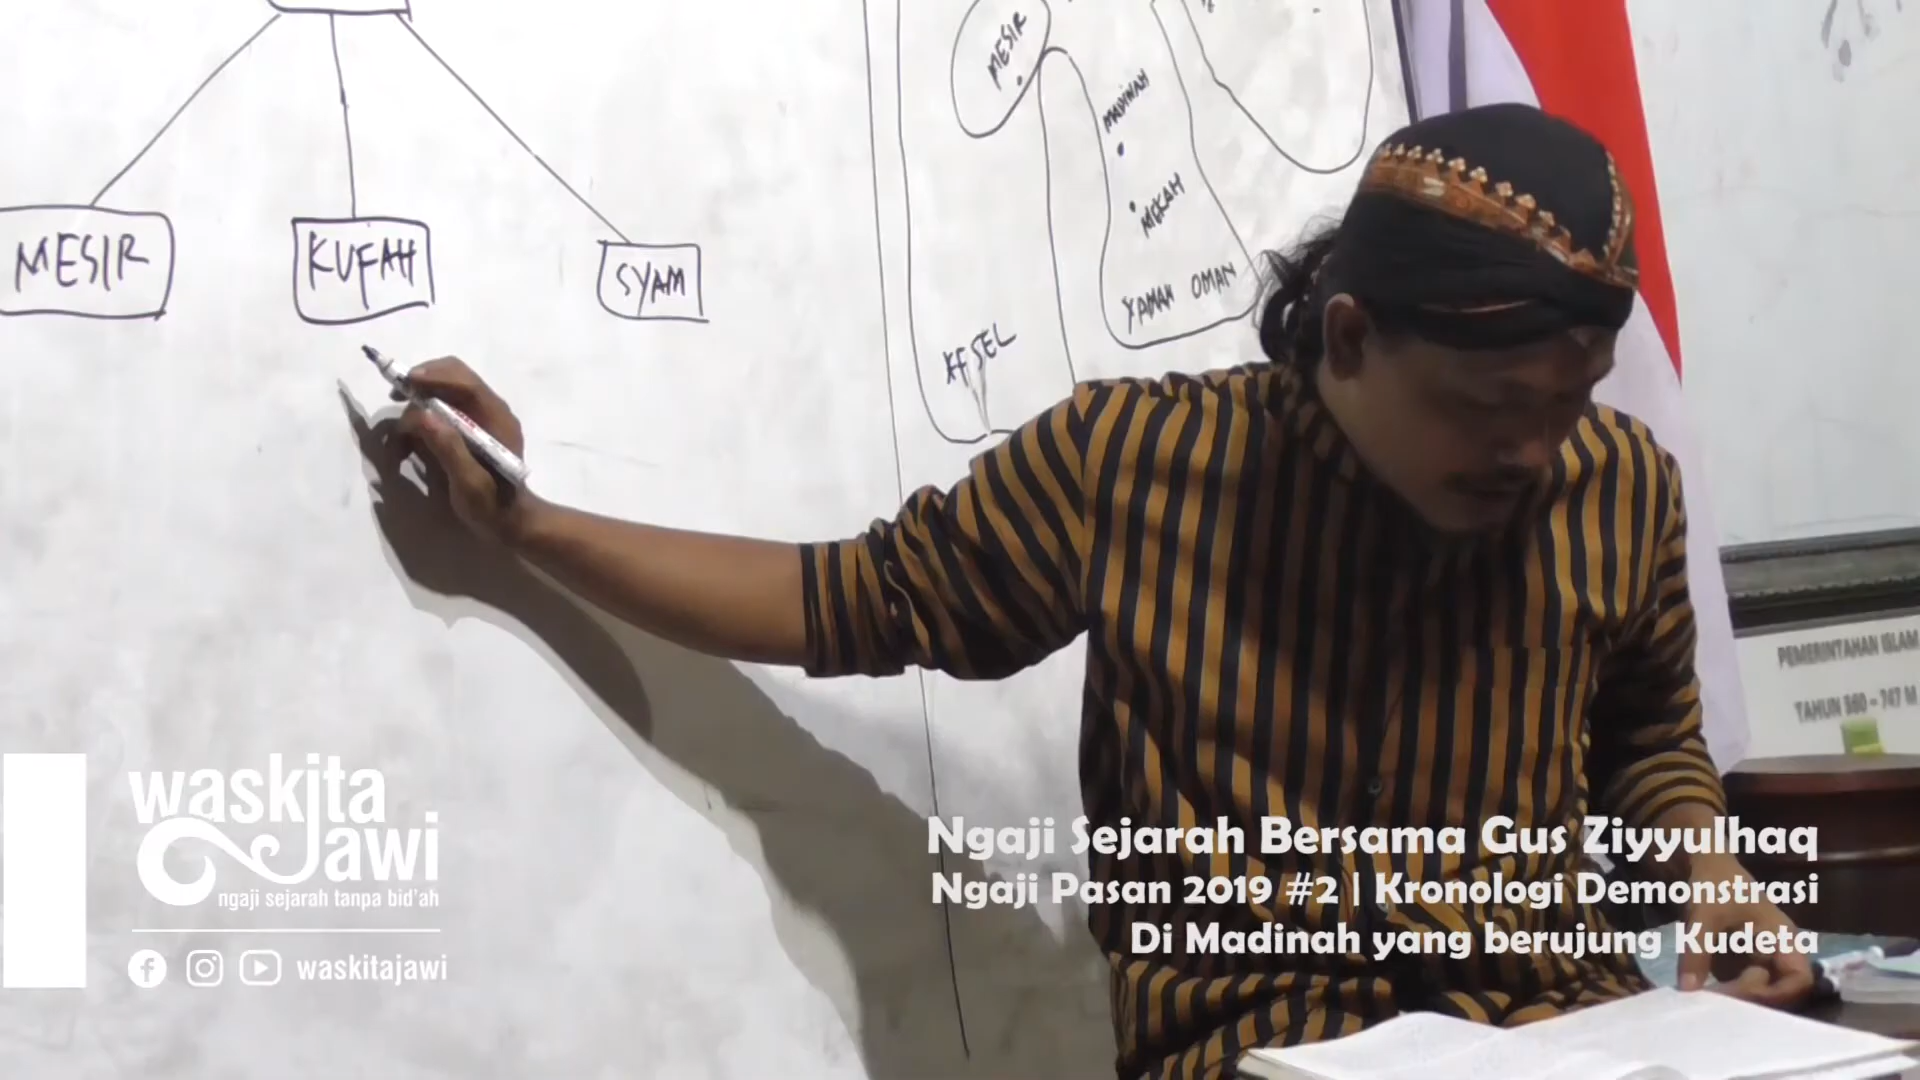 MESIR
KUFAH
SYAM
MESIR
MADINAH
MEKAH
YAMAN OMAN
PEMERINTAHAN ISLAM
TAHUN 380 - 747 M
waskita
Jawi
ngaji sejarah tanpa bid'ah
waskitajawi
Ngaji Sejarah Bersama Gus Ziyyulhaq
Ngaji Pasan 2019 #2 | Kronologi Demonstrasi
Di Madinah yang berujung Kudeta